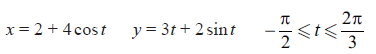 x = 2 + 4 cos t   y = 3t + 2 sin t   -π/2 ⩽ t ⩽ 2π/3